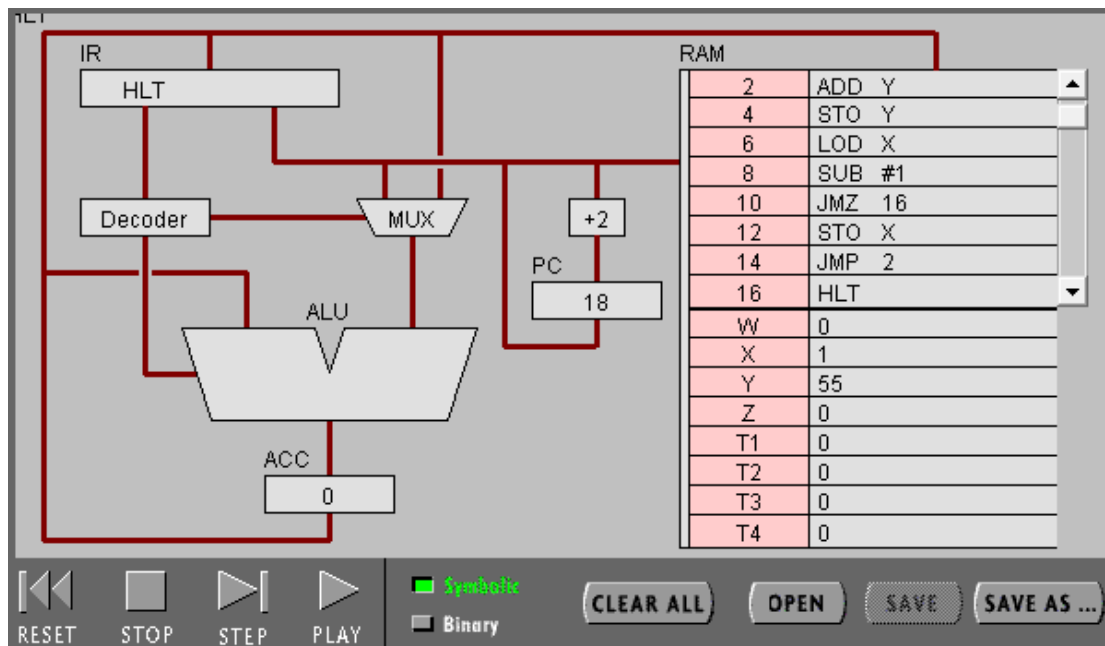 IR
HLT
Decoder
MUX
+2
PC
18
ALU
ACC
0
RAM
2 ADD Y
4 STO Y
6 LOD X
8 SUB #1
10 JMZ 16
12 STO X
14 JMP 2
16 HLT
W 0
X 1
Y 55
Z 0
T1 0
T2 0
T3 0
T4 0
RESET
STOP
STEP
PLAY
Symbolic
Binary
CLEAR ALL
OPEN
SAVE
SAVE AS ...